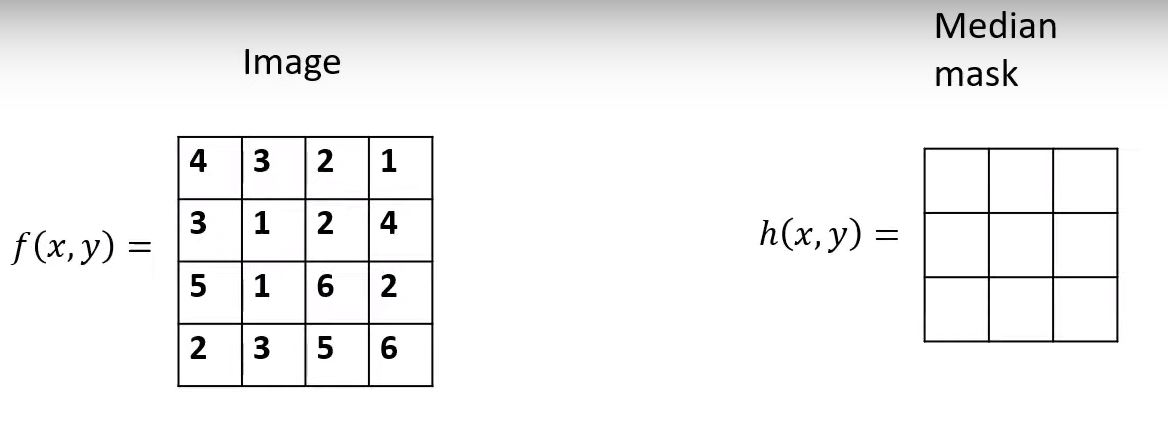 Image
Median
mask
f(x, y) =
4 3 2 1
3 1 2 4
5 1 6 2
2 3 5 6
h(x, y) =